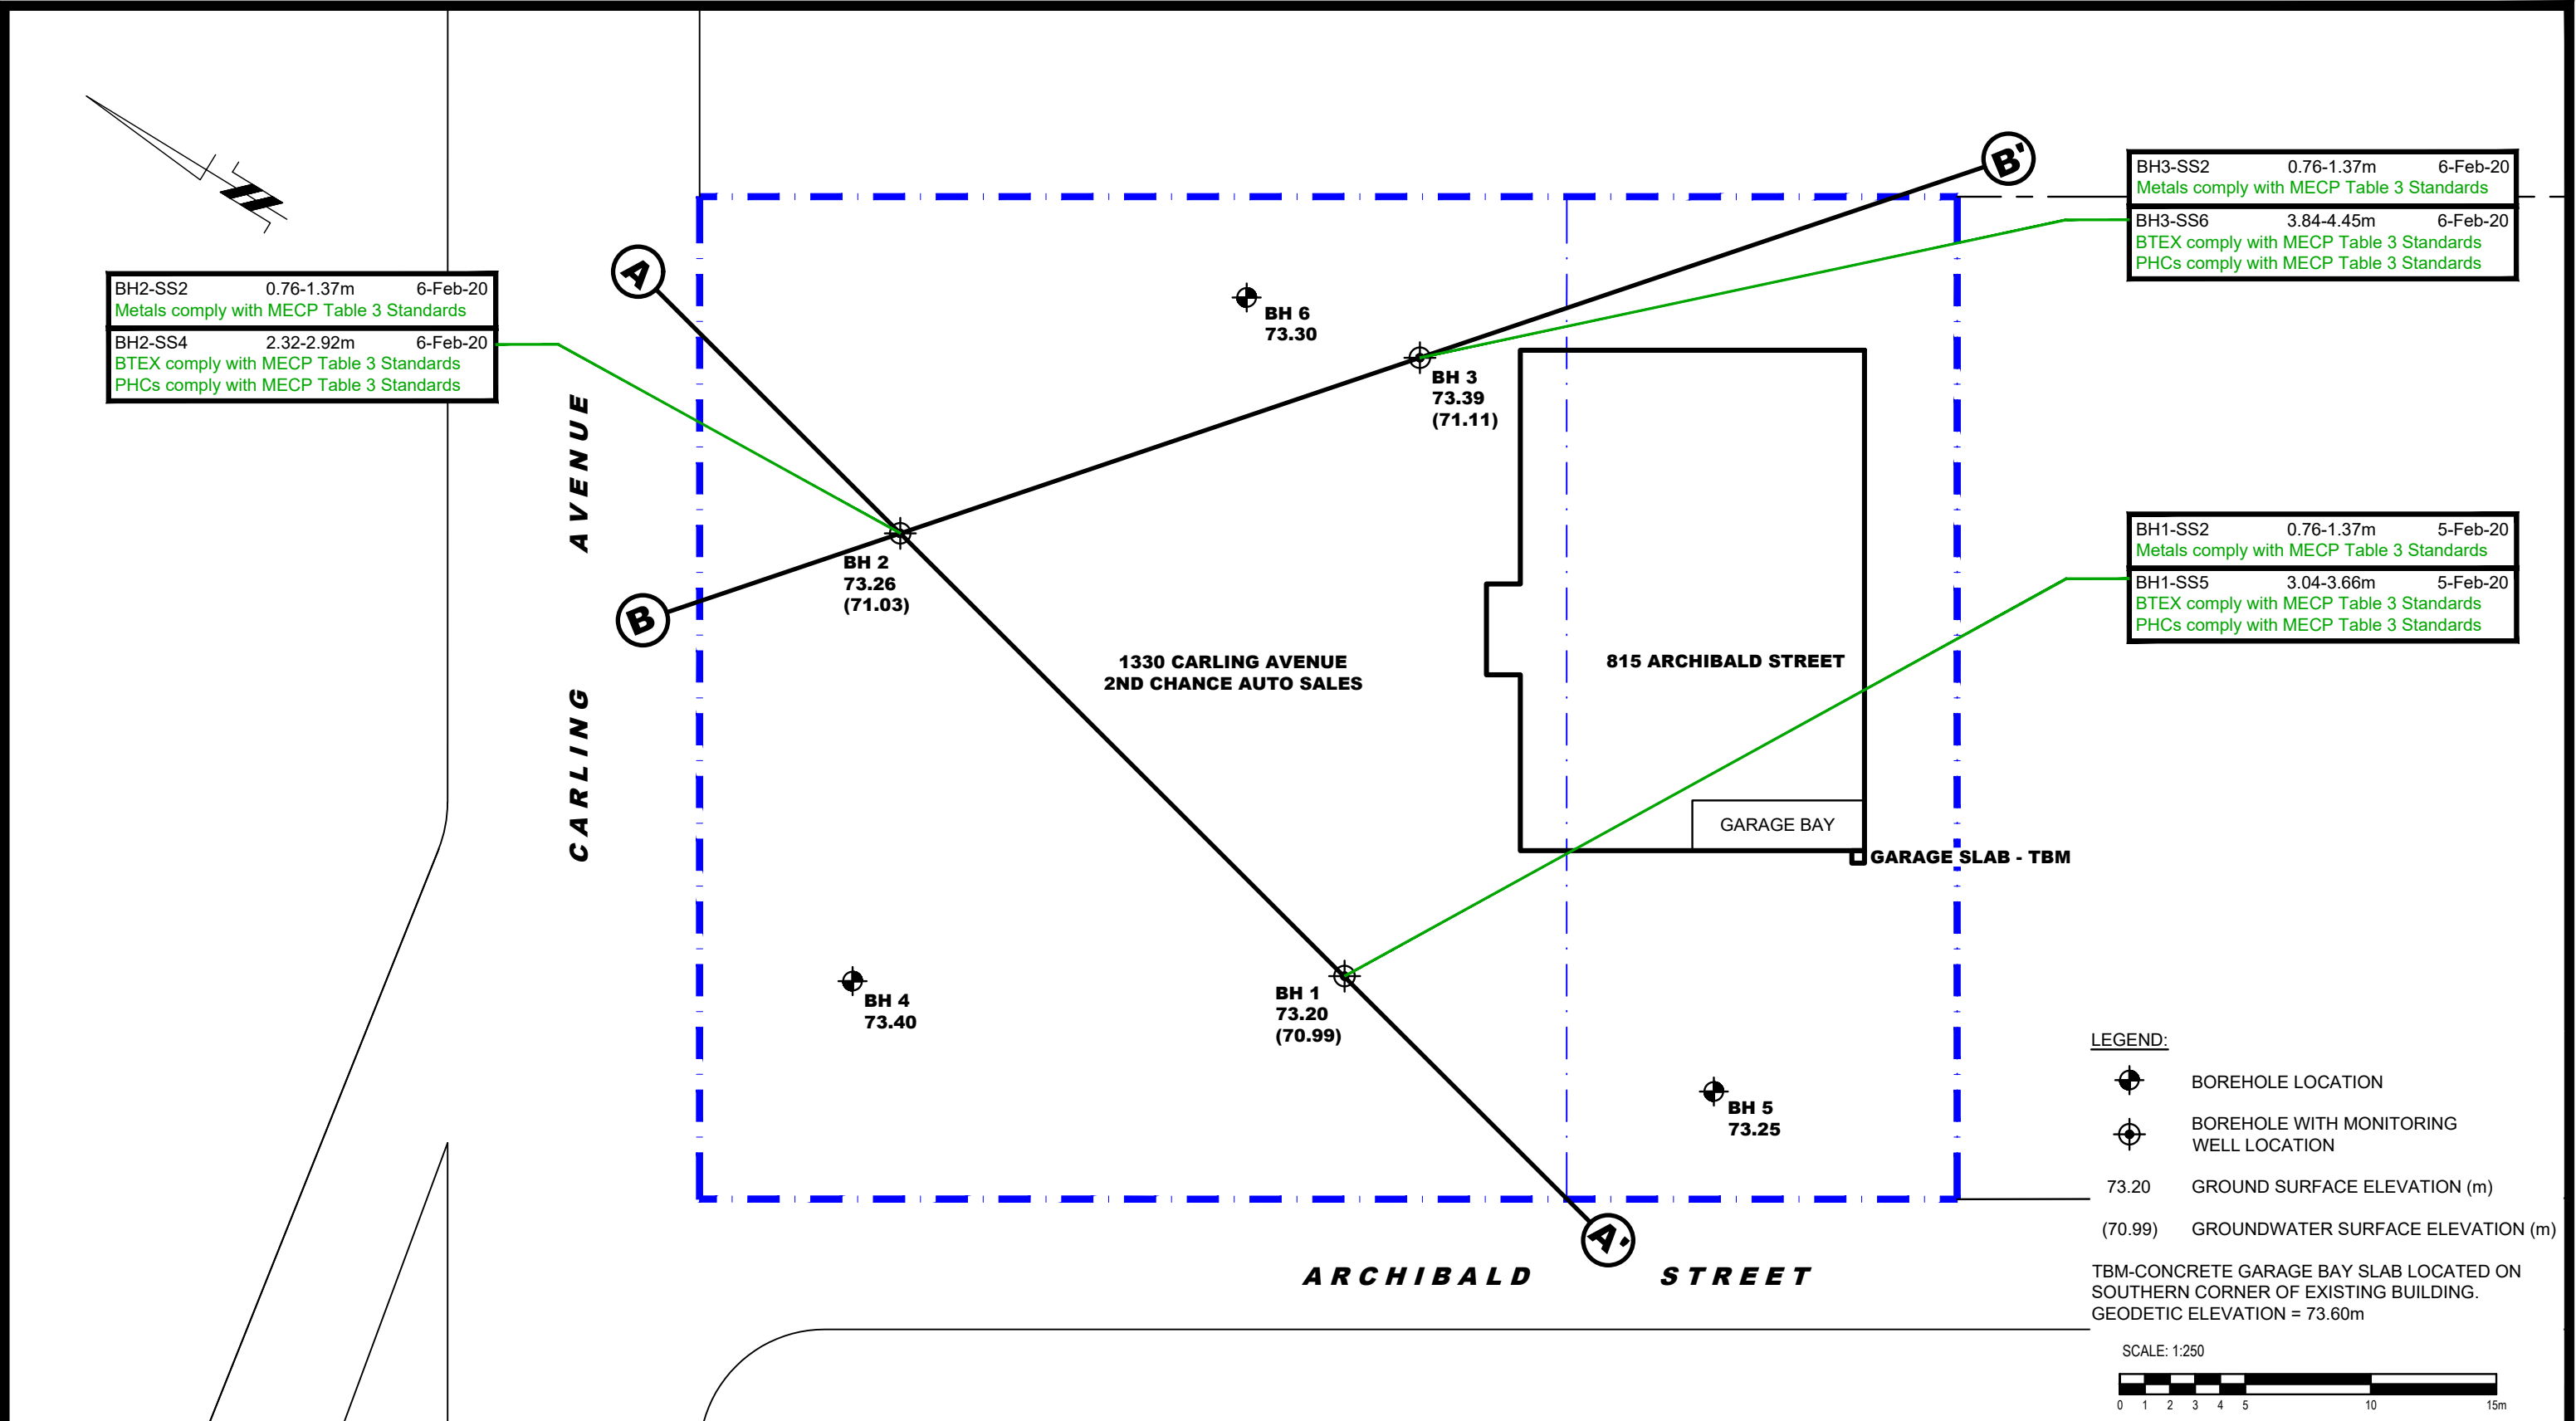 BH2-SS2 0.76-1.37m 6-Feb-20
Metals comply with MECP Table 3 Standards
BH2-SS4 2.32-2.92m 6-Feb-20
BTEX comply with MECP Table 3 Standards
PHCs comply with MECP Table 3 Standards
BH3-SS2 0.76-1.37m 6-Feb-20
Metals comply with MECP Table 3 Standards
BH3-SS6 3.84-4.45m 6-Feb-20
BTEX comply with MECP Table 3 Standards
PHCs comply with MECP Table 3 Standards
BH1-SS2 0.76-1.37m 5-Feb-20
Metals comply with MECP Table 3 Standards
BH1-SS5 3.04-3.66m 5-Feb-20
BTEX comply with MECP Table 3 Standards
PHCs comply with MECP Table 3 Standards
A
B'
B
A'
BH 6
73.30
BH 3
73.39
(71.11)
BH 2
73.26
(71.03)
1330 CARLING AVENUE
2ND CHANCE AUTO SALES
815 ARCHIBALD STREET
GARAGE BAY
GARAGE SLAB - TBM
BH 4
73.40
BH 1
73.20
(70.99)
BH 5
73.25
CARLING AVENUE
ARCHIBALD STREET
LEGEND:
BOREHOLE LOCATION
BOREHOLE WITH MONITORING
WELL LOCATION
73.20 GROUND SURFACE ELEVATION (m)
(70.99) GROUNDWATER SURFACE ELEVATION (m)
TBM-CONCRETE GARAGE BAY SLAB LOCATED ON
SOUTHERN CORNER OF EXISTING BUILDING.
GEODETIC ELEVATION = 73.60m
SCALE: 1:250
0 1 2 3 4 5 10 15m